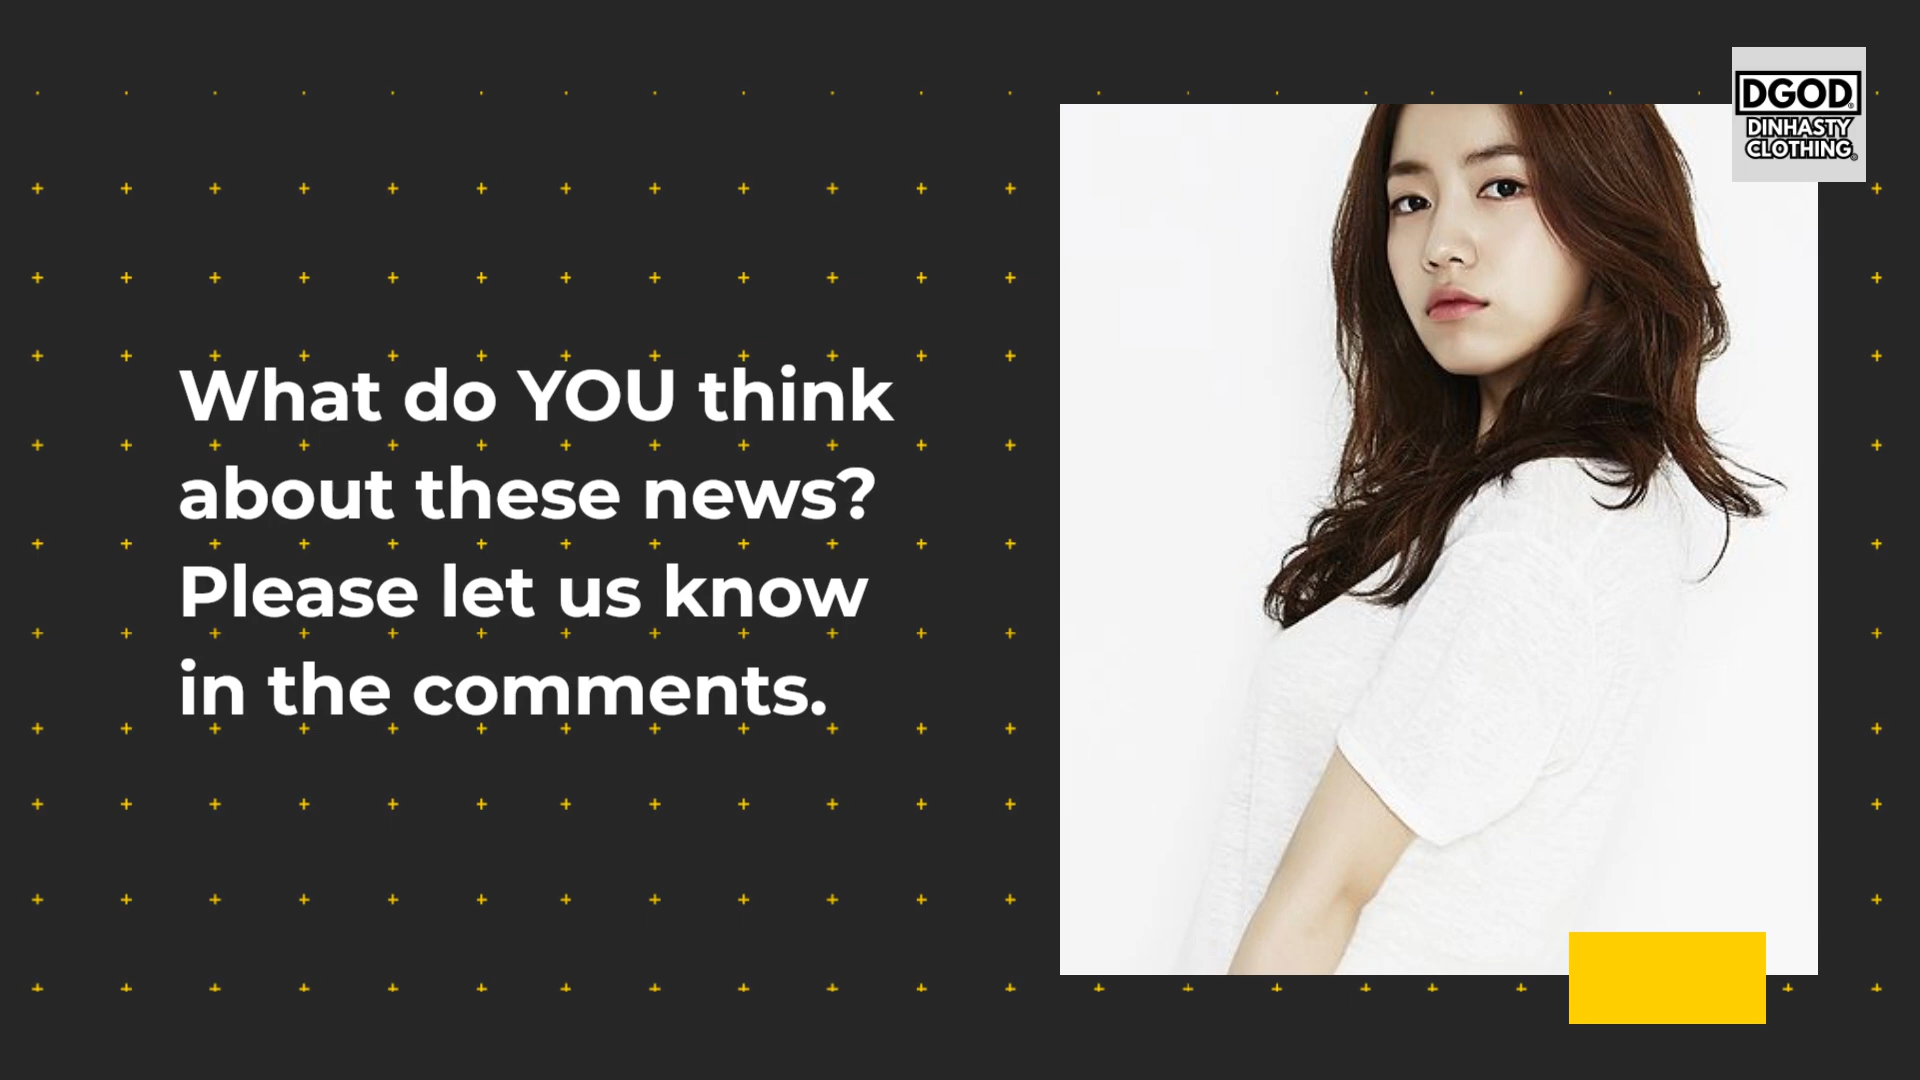 What do YOU think
about these news?
Please let us know
in the comments.
DGOD®
DINHASTY
CLOTHING®